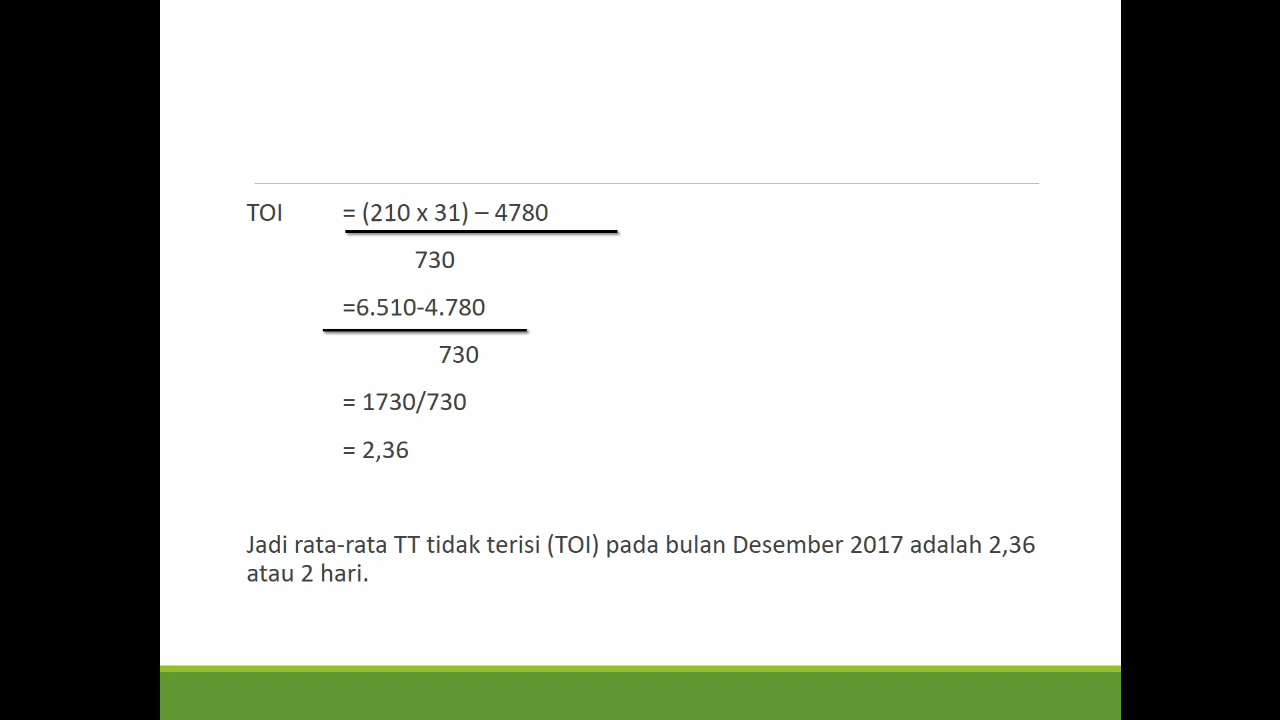 TOI = (210 x 31) – 4780
730
=6.510-4.780
730
= 1730/730
= 2,36
Jadi rata-rata TT tidak terisi (TOI) pada bulan Desember 2017 adalah 2,36
atau 2 hari.